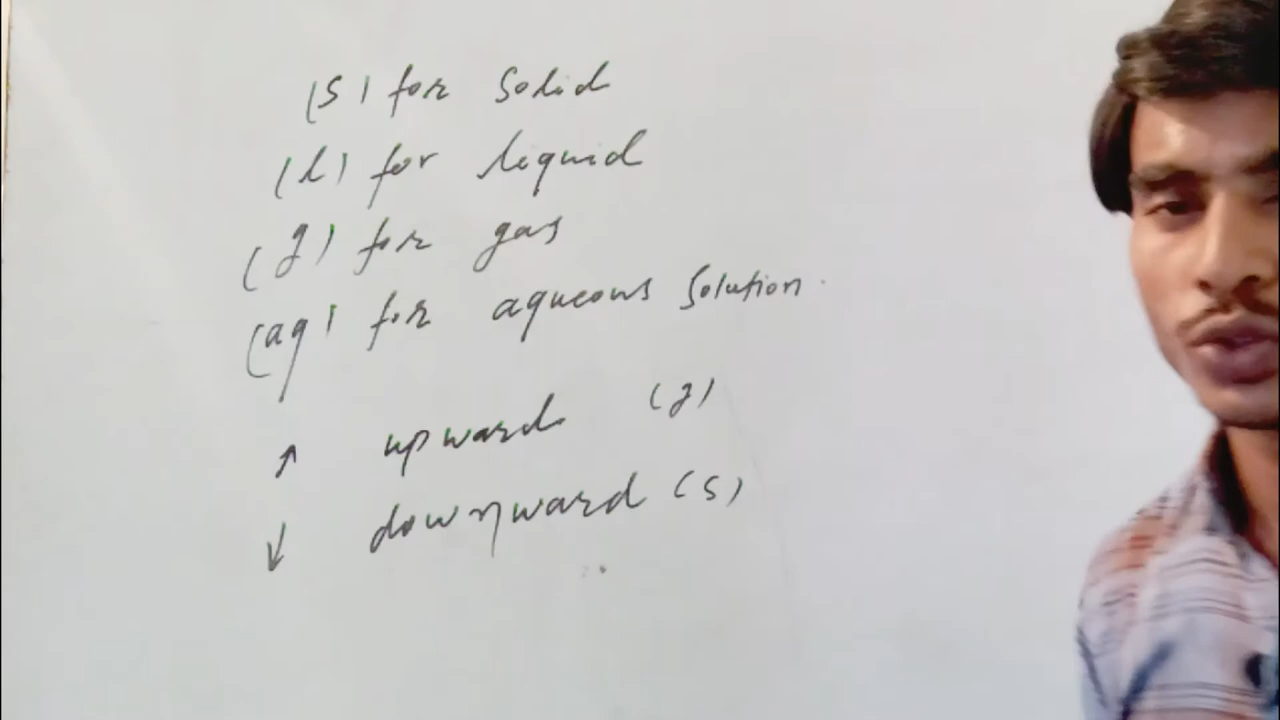 (s) for solid
(l) for liquid
(g) for gas
(aq) for aqueous solution.
↑ upward (g)
↓ downward (s)